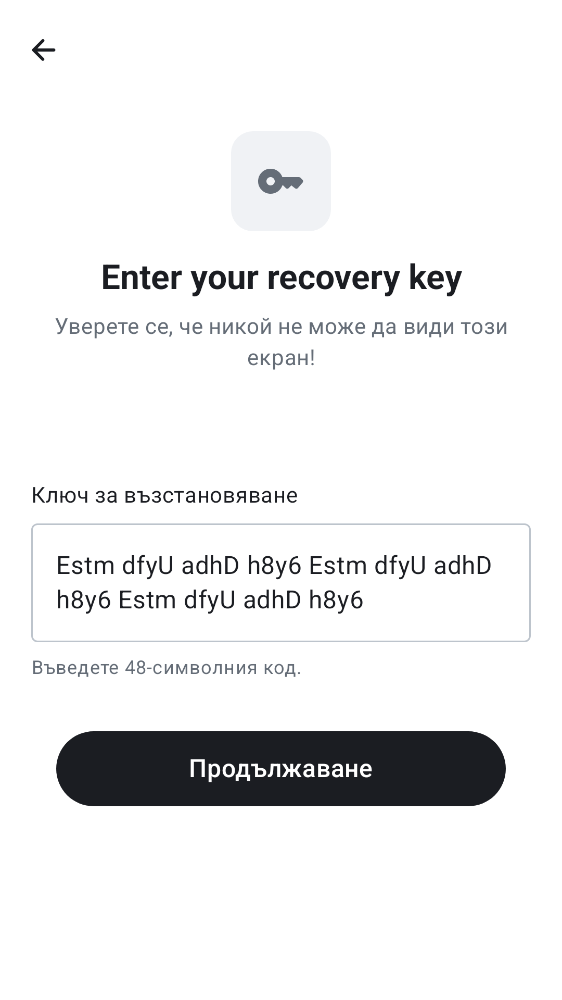 Enter your recovery key
Уверете се, че никой не може да види този
екран!
Ключ за възстановяване
Estm dfyU adhD h8y6 Estm dfyU adhD
h8y6 Estm dfyU adhD h8y6
Въведете 48-символния код.
Продължаване